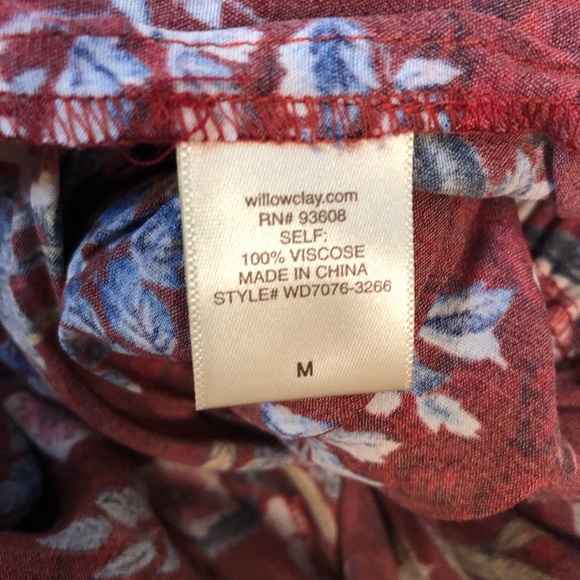 willowclay.com
RN# 93608
SELF:
100% VISCOSE
MADE IN CHINA
STYLE# WD7076-3266
M